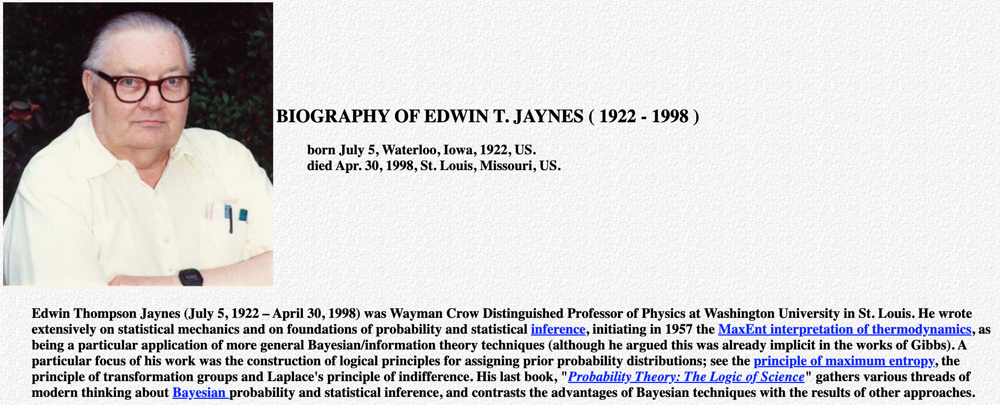 BIOGRAPHY OF EDWIN T. JAYNES ( 1922 - 1998 )
born July 5, Waterloo, Iowa, 1922, US.
died Apr. 30, 1998, St. Louis, Missouri, US.
Edwin Thompson Jaynes (July 5, 1922 – April 30, 1998) was Wayman Crow Distinguished Professor of Physics at Washington University in St. Louis. He wrote
extensively on statistical mechanics and on foundations of probability and statistical inference, initiating in 1957 the MaxEnt interpretation of thermodynamics, as
being a particular application of more general Bayesian/information theory techniques (although he argued this was already implicit in the works of Gibbs). A
particular focus of his work was the construction of logical principles for assigning prior probability distributions; see the principle of maximum entropy, the
principle of transformation groups and Laplace's principle of indifference. His last book, "Probability Theory: The Logic of Science" gathers various threads of
modern thinking about Bayesian probability and statistical inference, and contrasts the advantages of Bayesian techniques with the results of other approaches.